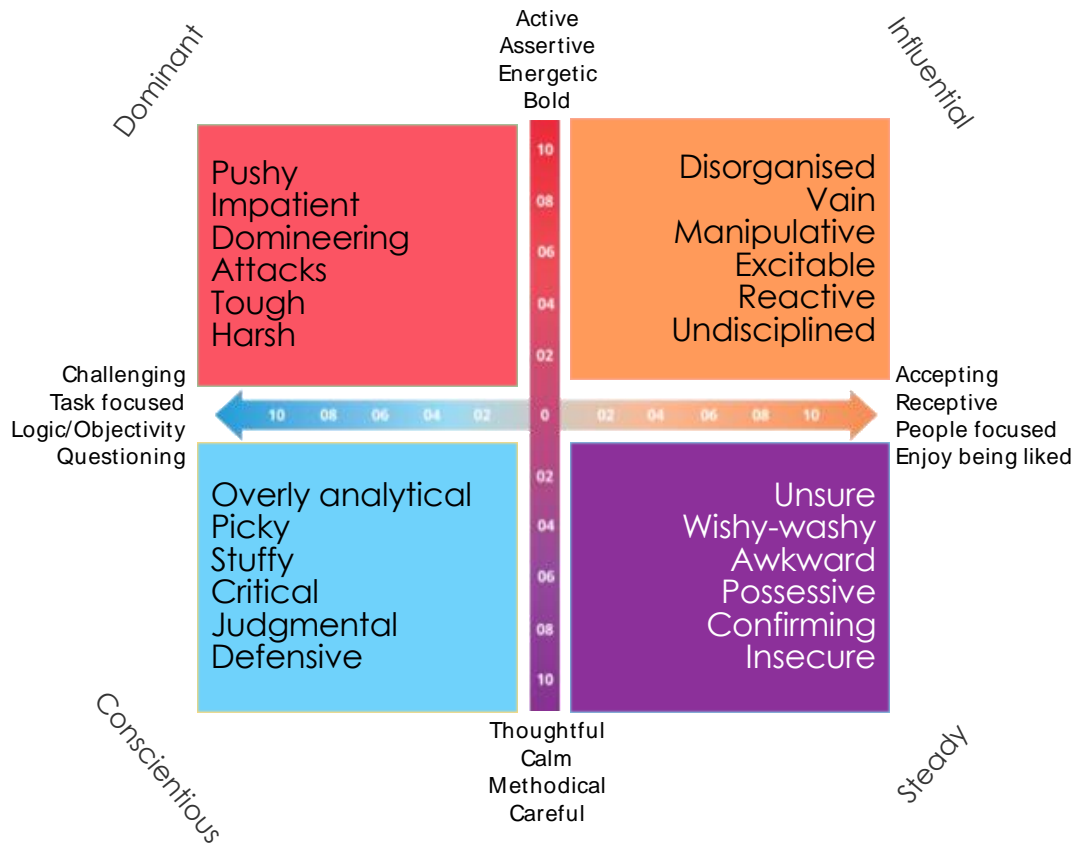 Dominant
Active
Assertive
Energetic
Bold
Influential
Pushy
Impatient
Domineering
Attacks
Tough
Harsh
10
08
06
04
02
Disorganised
Vain
Manipulative
Excitable
Reactive
Undisciplined
Challenging
Task focused
Logic/Objectivity
Questioning
10 08 06 04 02 0 02 04 06 08 10
Accepting
Receptive
People focused
Enjoy being liked
Overly analytical
Picky
Stuffy
Critical
Judgmental
Defensive
02
04
06
08
10
Unsure
Wishy-washy
Awkward
Possessive
Confirming
Insecure
Conscientious
Thoughtful
Calm
Methodical
Careful
Steady